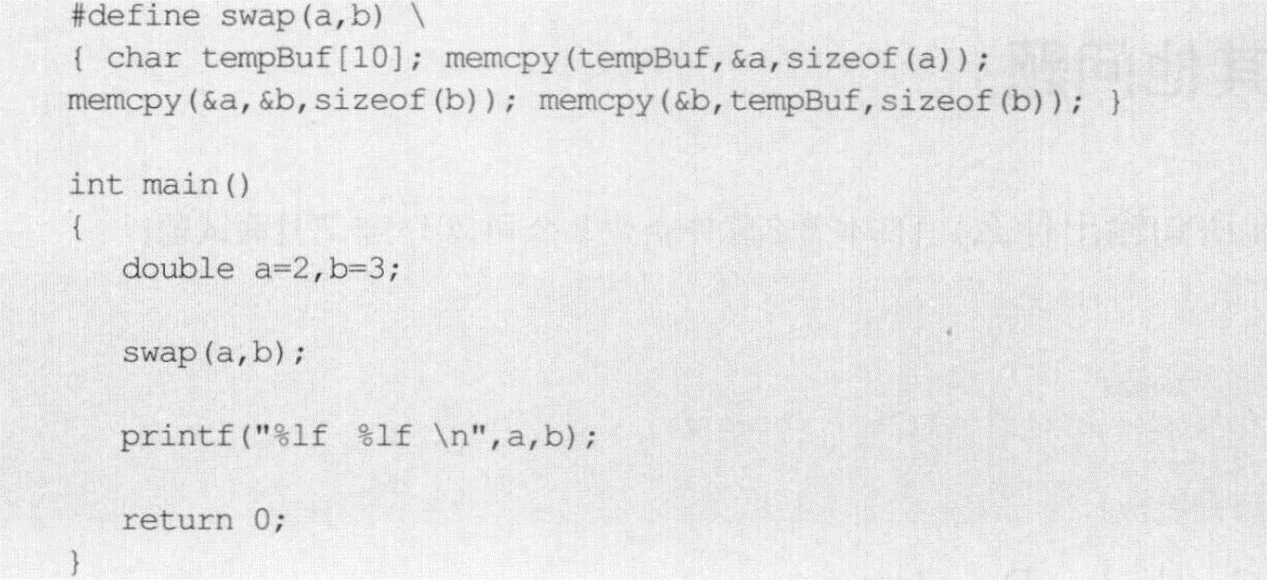 #define swap(a,b) \
{ char tempBuf[10]; memcpy(tempBuf,&a,sizeof(a));
memcpy(&a,&b,sizeof(b)); memcpy(&b,tempBuf,sizeof(b)); }
int main()
{
double a=2,b=3;
swap(a,b);
printf("%lf %lf \n",a,b);
return 0;
}